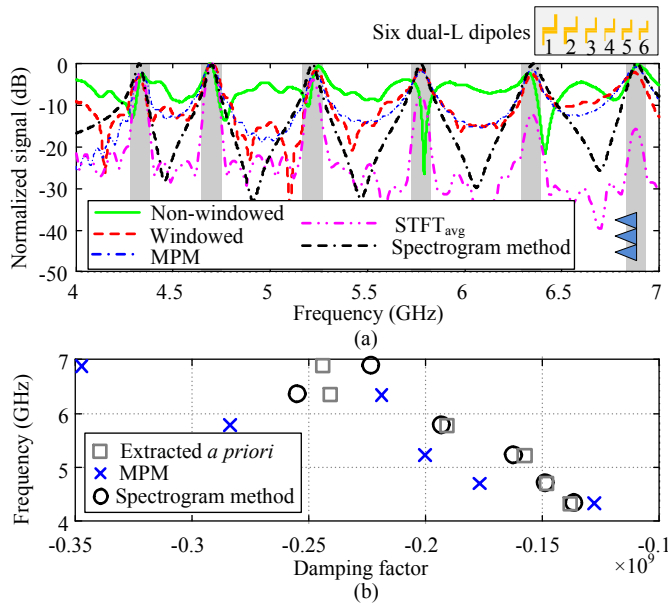 Six dual-L dipoles
1 2 3 4 5 6
Normalized signal (dB)
0
-10
-20
-30
-40
-50
Non-windowed
Windowed
MPM
STFTavg
Spectrogram method
4 4.5 5 5.5 6 6.5 7
Frequency (GHz)
(a)
Frequency (GHz)
7
6
5
4
Extracted a priori
MPM
Spectrogram method
-0.35 -0.3 -0.25 -0.2 -0.15 -0.1
×10⁹
Damping factor
(b)